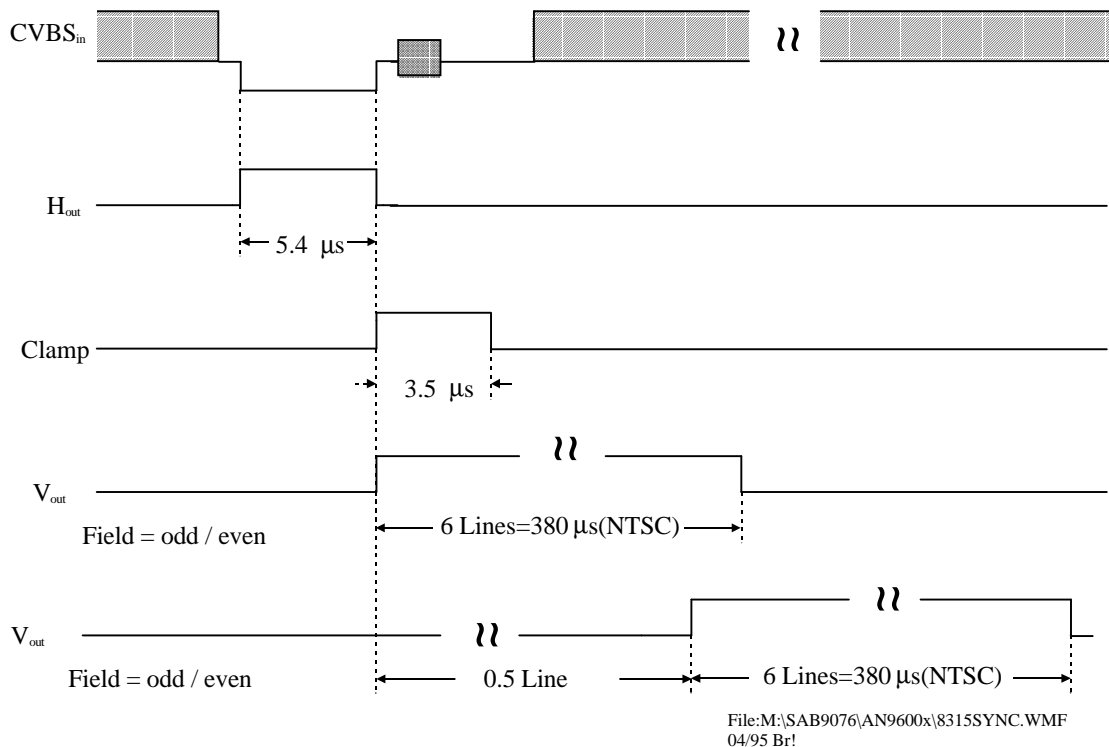 CVBSin
Hout
5.4 μs
Clamp
3.5 μs
Vout
6 Lines=380 μs(NTSC)
Field = odd / even
Vout
Field = odd / even
0.5 Line
6 Lines=380 μs(NTSC)
File:M:\SAB9076\AN9600x\8315SYNC.WMF
04/95 Br!